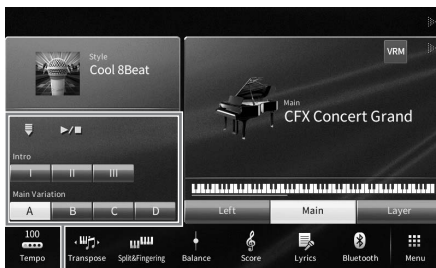 Style
Cool 8Beat
VRM
Main
CFX Concert Grand
Intro
I II III
Main Variation
A B C D
Left Main Layer
100
Tempo Transpose Split&Fingering Balance Score Lyrics Bluetooth Menu